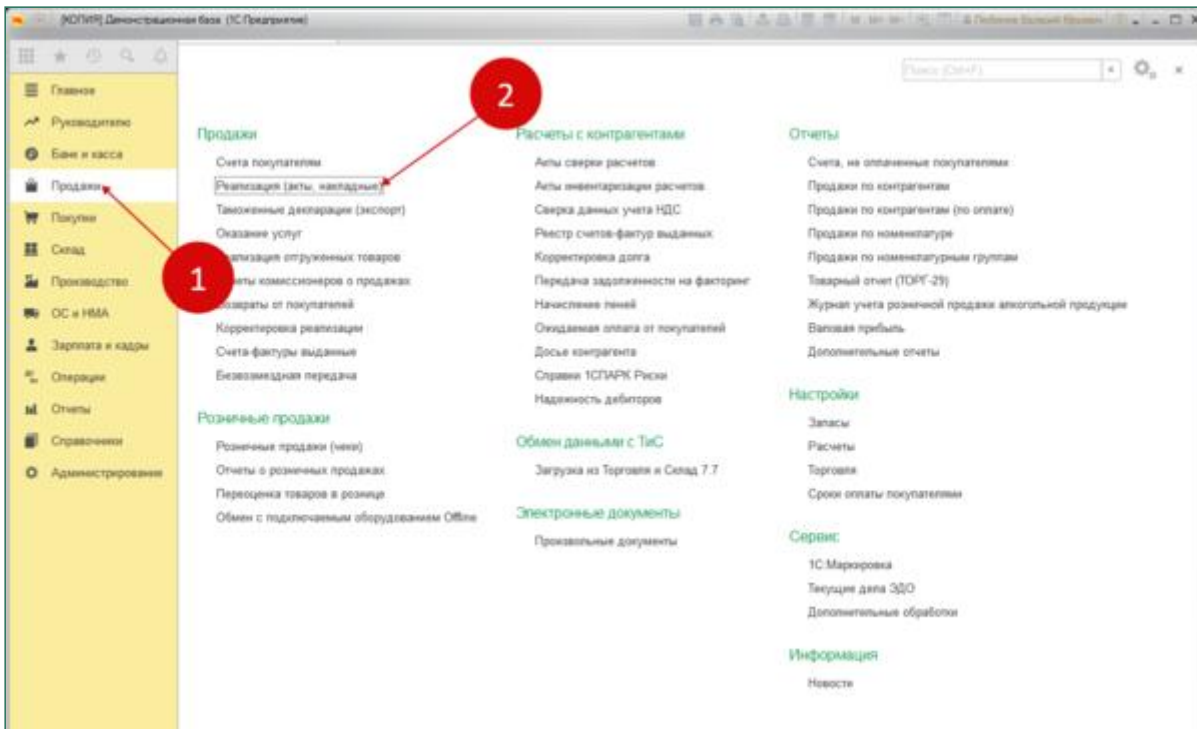 [КОПИЯ] Демонстрационная база (1С:Предприятие)
Поиск (Ctrl+F)
Главное
Руководителю
Банк и касса
Продажи
Покупки
Склад
Производство
ОС и НМА
Зарплата и кадры
Операции
Отчеты
Справочники
Администрирование
1
2
Продажи
Счета покупателям
Реализация (акты, накладные)
Таможенные декларации (экспорт)
Оказание услуг
отгруженных товаров
комиссионеров о продажах
от покупателей
Корректировка реализации
Счета-фактуры выданные
Безвозмездная передача
Розничные продажи
Розничные продажи (чеки)
Отчеты о розничных продажах
Переоценка товаров в рознице
Обмен с подключаемым оборудованием Offline
Расчеты с контрагентами
Акты сверки расчетов
Акты инвентаризации расчетов
Сверка данных учета НДС
Реестр счетов-фактур выданных
Корректировка долга
Передача задолженности на факторинг
Начисление пеней
Ожидаемая оплата от покупателей
Досье контрагента
Справки 1СПАРК Риски
Надежность дебиторов
Обмен данными с ТиС
Загрузка из Торговля и Склад 7.7
Электронные документы
Произвольные документы
Отчеты
Счета, не оплаченные покупателями
Продажи по контрагентам
Продажи по контрагентам (по оплате)
Продажи по номенклатуре
Продажи по номенклатурным группам
Товарный отчет (ТОРГ-29)
Журнал учета розничной продажи алкогольной продукции
Валовая прибыль
Дополнительные отчеты
Настройки
Запасы
Расчеты
Торговля
Сроки оплаты покупателями
Сервис
1С:Маркировка
Текущие дела ЭДО
Дополнительные обработки
Информация
Новости